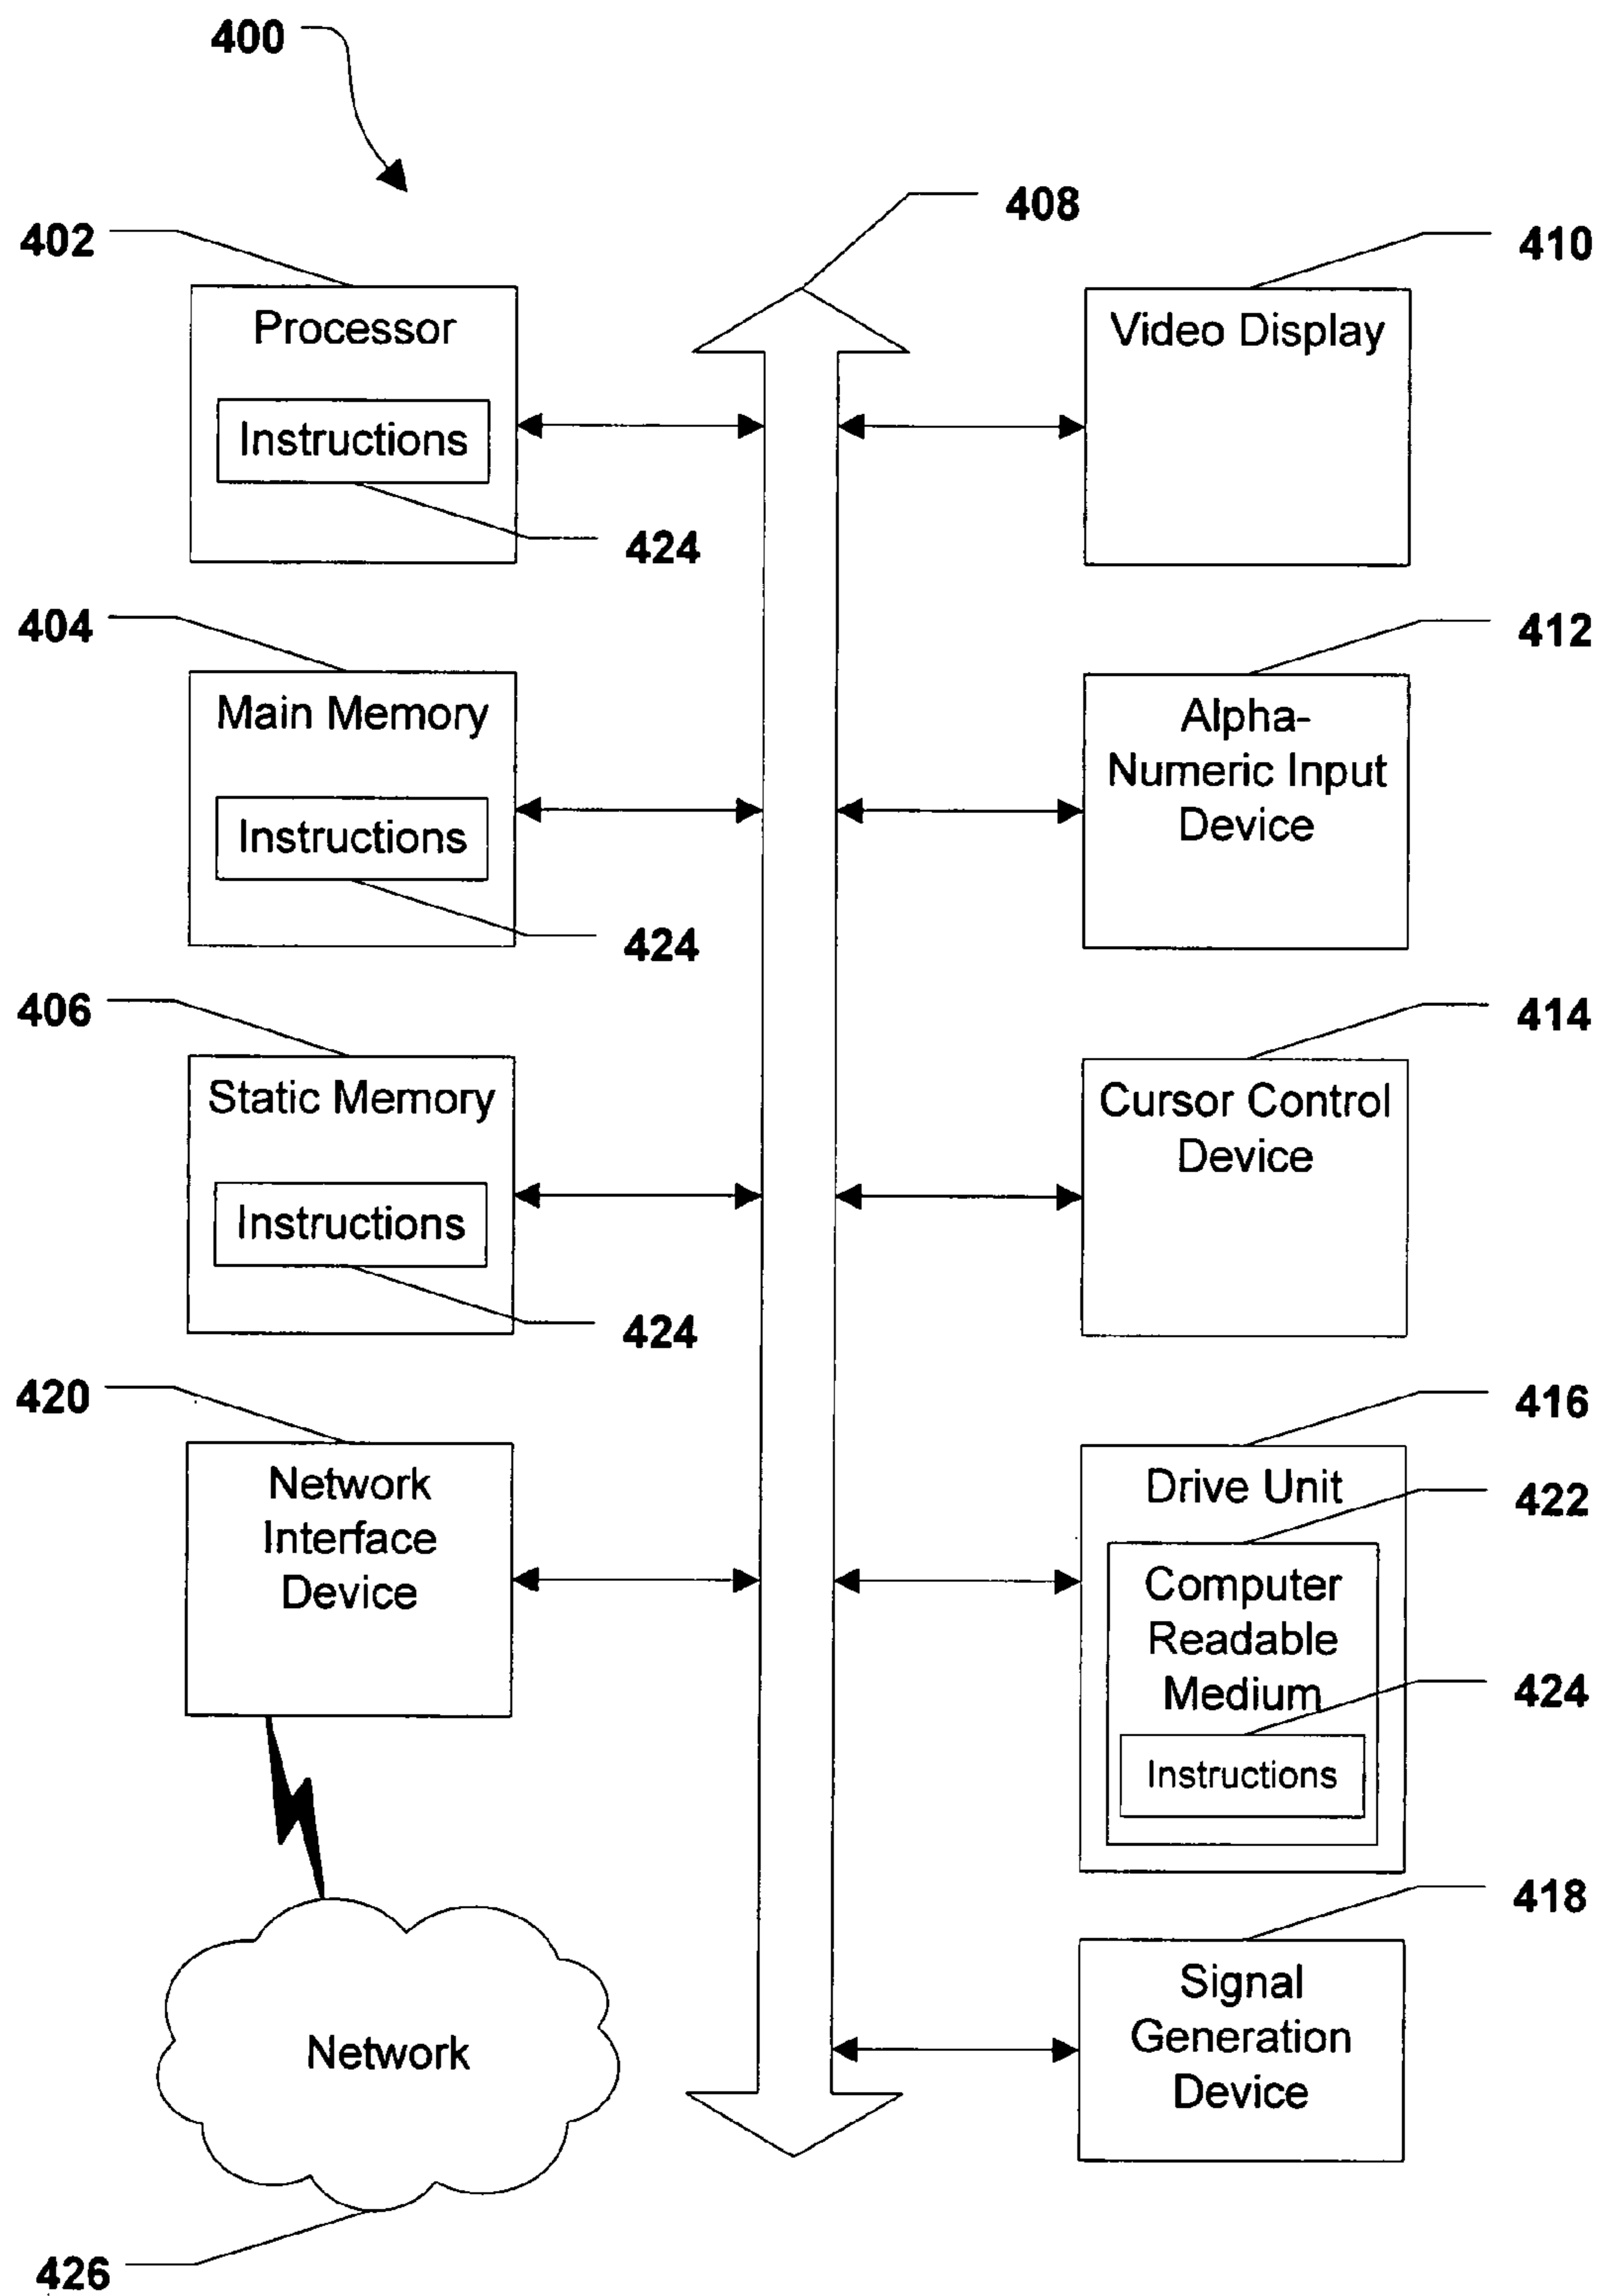 400
408
402
Processor
Instructions
424
410
Video Display
404
Main Memory
Instructions
424
412
Alpha-
Numeric Input
Device
406
Static Memory
Instructions
424
414
Cursor Control
Device
420
Network
Interface
Device
416
Drive Unit
422
Computer
Readable
Medium
424
Instructions
418
Signal
Generation
Device
Network
426